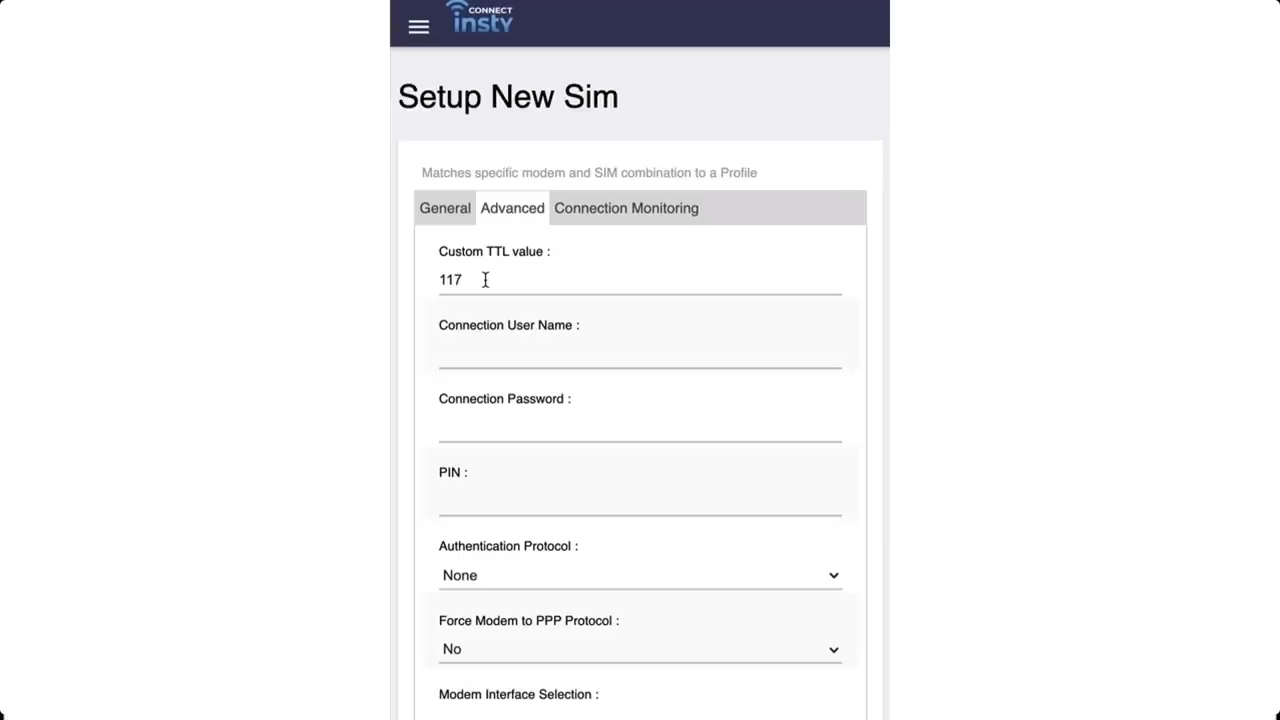 CONNECT
insty
Setup New Sim
Matches specific modem and SIM combination to a Profile
General Advanced Connection Monitoring
Custom TTL value :
117
Connection User Name :
Connection Password :
PIN :
Authentication Protocol :
None
Force Modem to PPP Protocol :
No
Modem Interface Selection :